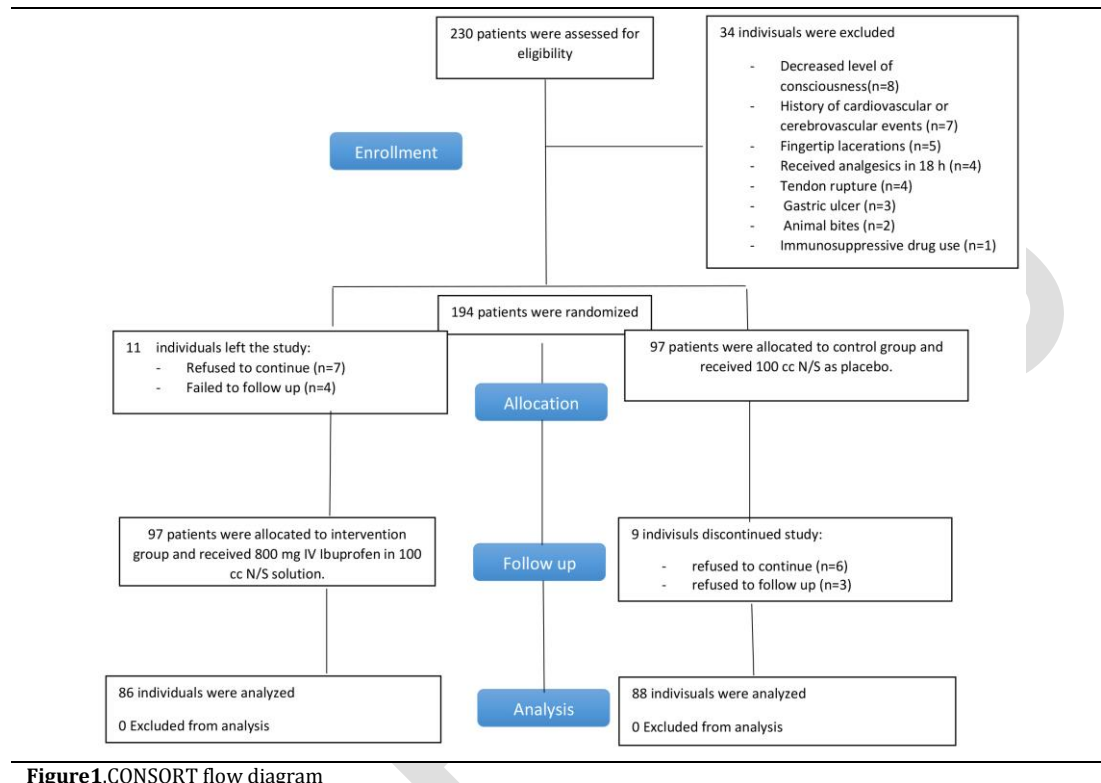 230 patients were assessed for
eligibility
34 indivisuals were excluded
- Decreased level of
consciousness(n=8)
- History of cardiovascular or
cerebrovascular events (n=7)
- Fingertip lacerations (n=5)
- Received analgesics in 18 h (n=4)
- Tendon rupture (n=4)
- Gastric ulcer (n=3)
- Animal bites (n=2)
- Immunosuppressive drug use (n=1)
Enrollment
194 patients were randomized
11 individuals left the study:
- Refused to continue (n=7)
- Failed to follow up (n=4)
97 patients were allocated to control group and
received 100 cc N/S as placebo.
Allocation
97 patients were allocated to intervention
group and received 800 mg IV Ibuprofen in 100
cc N/S solution.
9 indivisuls discontinued study:
- refused to continue (n=6)
- refused to follow up (n=3)
Follow up
86 individuals were analyzed
0 Excluded from analysis
88 indivisuals were analyzed
0 Excluded from analysis
Analysis
Figure1.CONSORT flow diagram